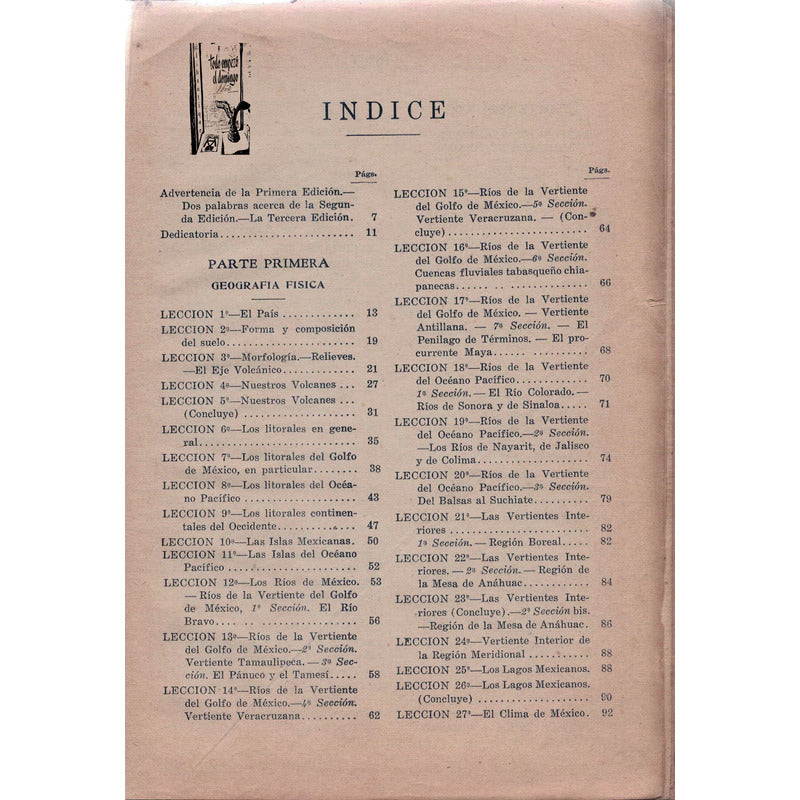 todo empezó
el domingo
INDICE
Págs.
Advertencia de la Primera Edición.—
Dos palabras acerca de la Segun-
da Edición.—La Tercera Edición. 7
Dedicatoria.................... 11
PARTE PRIMERA
GEOGRAFIA FISICA
LECCION 1ª—El País ............ 13
LECCION 2ª—Forma y composición
del suelo.................... 19
LECCION 3ª—Morfología.—Relieves.
—El Eje Volcánico............ 21
LECCION 4ª—Nuestros Volcanes .. 27
LECCION 5ª—Nuestros Volcanes ...
(Concluye) .................. 31
LECCION 6ª—Los litorales en gene-
ral.......................... 35
LECCION 7ª—Los litorales del Golfo
de México, en particular........ 38
LECCION 8ª—Los litorales del Océa-
no Pacífico .................. 43
LECCION 9ª—Los litorales continen-
tales del Occidente............ 47
LECCION 10ª—Las Islas Mexicanas. 50
LECCION 11ª—Las Islas del Océano
Pacífico .................... 52
LECCION 12ª—Los Ríos de México. 53
— Ríos de la Vertiente del Golfo
de México, 1ª Sección. El Río
Bravo.... .. ................ 56
LECCION 13ª—Ríos de la Vertiente
del Golfo de México.—2ª Sección.
Vertiente Tamaulipeca. — 3ª Sec-
ción. El Pánuco y el Tamesí..... 58
LECCION 14ª—Ríos de la Vertiente
del Golfo de México.—4ª Sección.
Vertiente Veracruzana.......... 62
Págs.
LECCION 15ª—Ríos de la Vertiente
del Golfo de México.—5ª Sección.
Vertiente Veracruzana. — (Con-
cluye) ...................... 64
LECCION 16ª—Ríos de la Vertiente
del Golfo de México.—6ª Sección.
Cuencas fluviales tabasqueño chia-
panecas...... .. .............. 66
LECCION 17ª—Ríos de la Vertiente
del Golfo de México. — Vertiente
Antillana. — 7ª Sección. — El
Penilago de Términos. — El pro-
currente Maya...... .......... 68
LECCION 18ª—Ríos de la Vertiente
del Océano Pacífico............ 70
1ª Sección. — El Río Colorado. —
Ríos de Sonora y de Sinaloa..... 71
LECCION 19ª—Ríos de la Vertiente
del Océano Pacífico.—2ª Sección.
—Los Ríos de Nayarit, de Jalisco
y de Colima.................. 74
LECCION 20ª—Ríos de la Vertiente
del Océano Pacífico.—3ª Sección.
Del Balsas al Suchiate.......... 79
LECCION 21ª—Las Vertientes Inte-
riores ...................... 82
1ª Sección. — Región Boreal..... 82
LECCION 22ª—Las Vertientes Inte-
riores. — 2ª Sección. — Región de
la Mesa de Anáhuac............ 84
LECCION 23ª—Las Vertientes Inte-
riores (Concluye).—2ª Sección bis.
—Región de la Mesa de Anáhuac. 86
LECCION 24ª—Vertiente Interior de
la Región Meridional .......... 88
LECCION 25ª—Los Lagos Mexicanos. 88
LECCION 26ª—Los Lagos Mexicanos.
(Concluye) .................. 90
LECCION 27ª—El Clima de México. 92